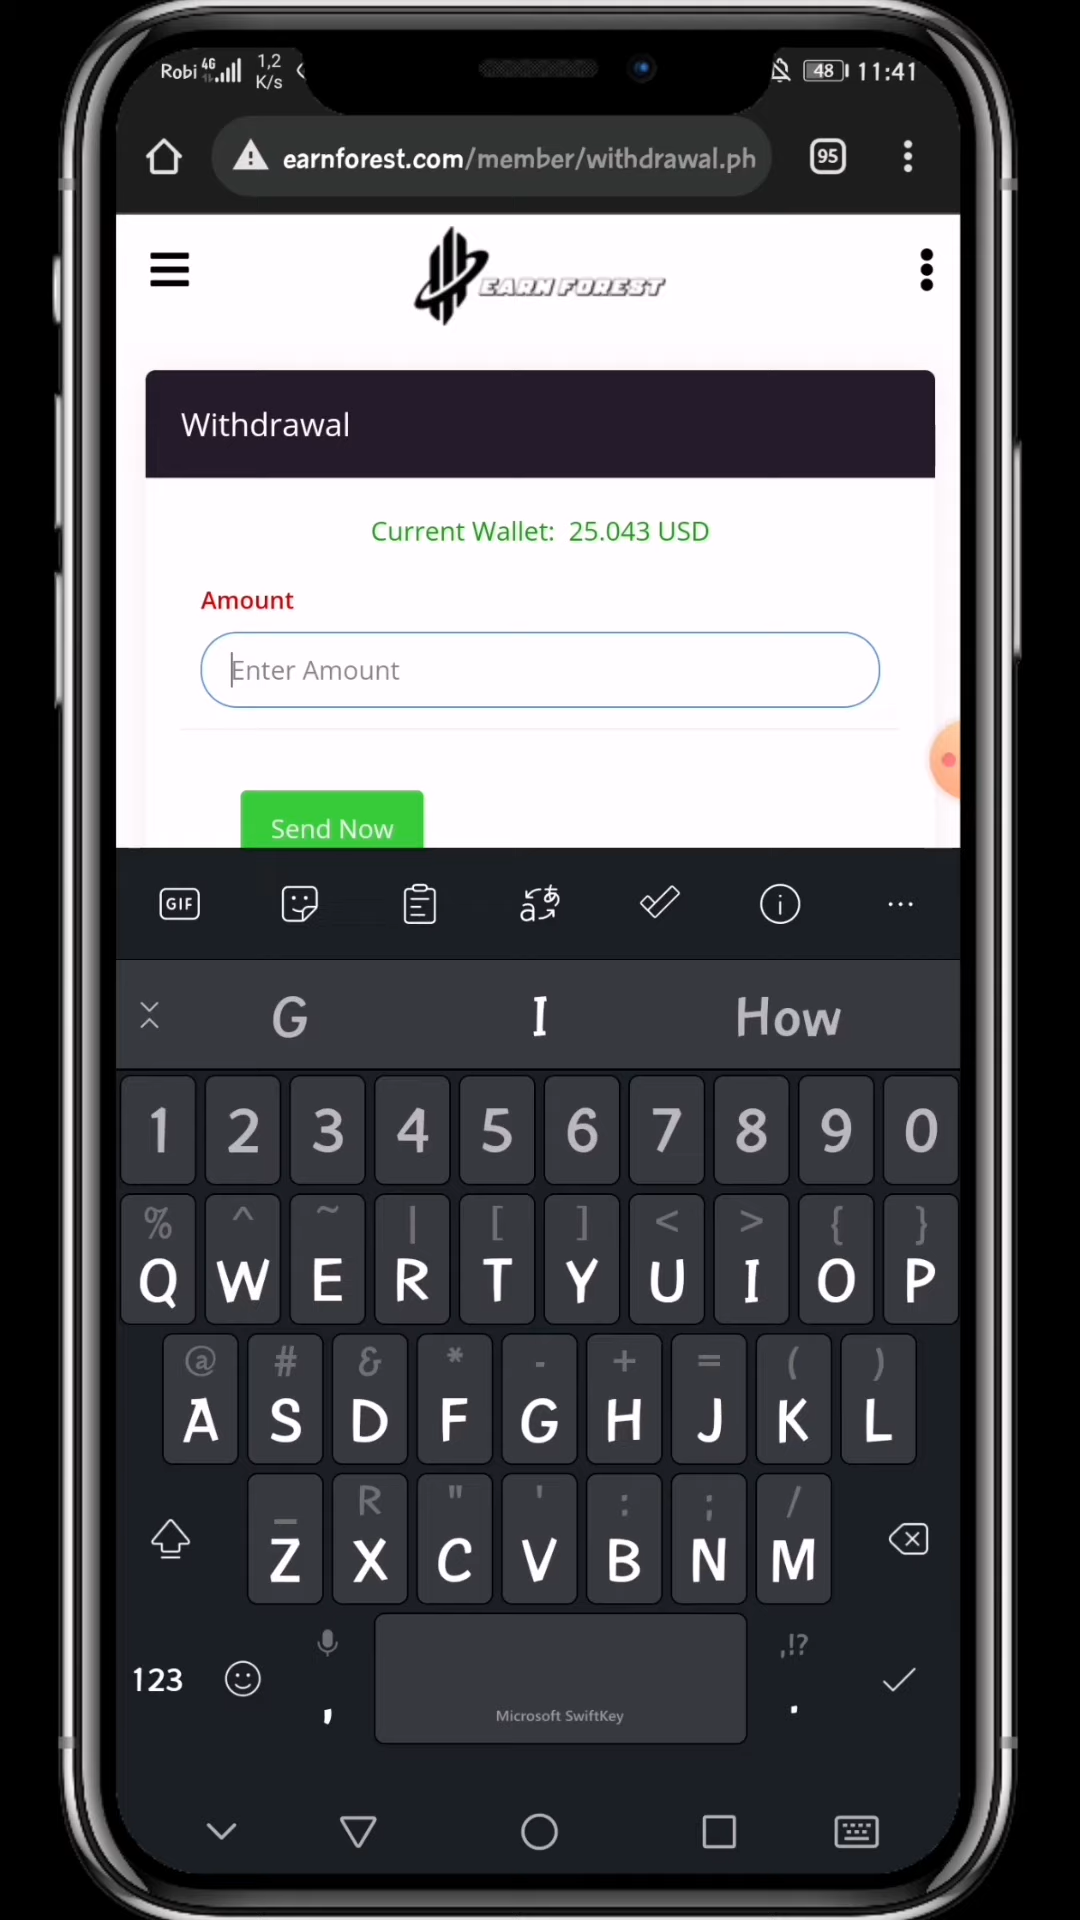 Robi 4G 1,2 K/s 48 11:41
earnforest.com/member/withdrawal.ph 95
EARN FOREST
Withdrawal
Current Wallet: 25.043 USD
Amount
Enter Amount
Send Now
GIF aあ
G I How
1 2 3 4 5 6 7 8 9 0
% ^ ~ | [ ] < > { }
Q W E R T Y U I O P
@ # & * - + = ( )
A S D F G H J K L
_ R " ' : ; /
Z X C V B N M
123 , ,!? .
Microsoft SwiftKey